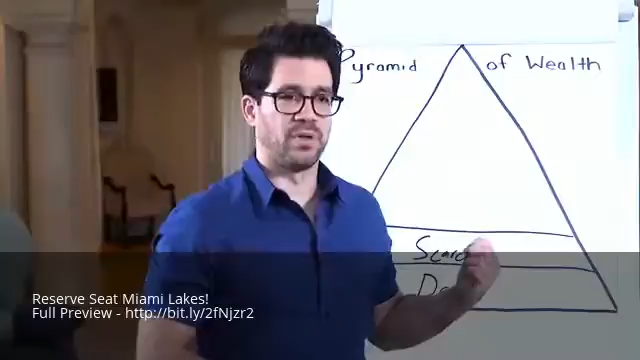 Pyramid of Wealth
Reserve Seat Miami Lakes!
Full Preview - http://bit.ly/2fNjzr2